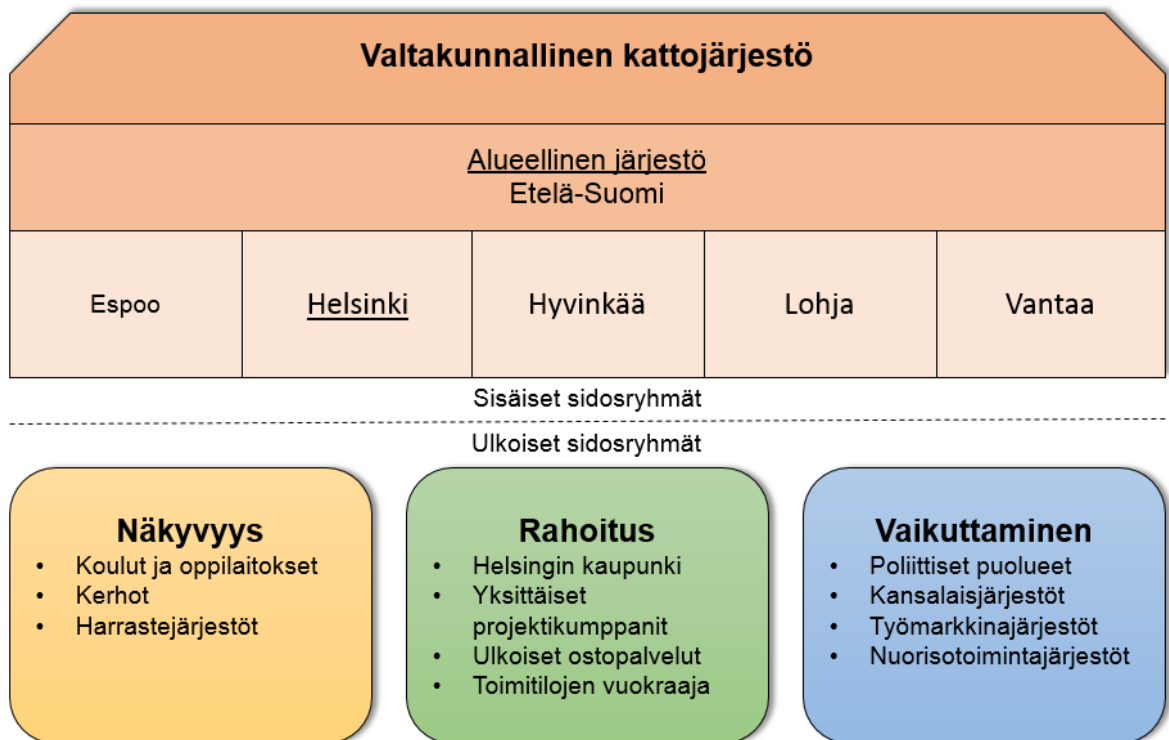 Valtakunnallinen kattojärjestö
Alueellinen järjestö
Etelä-Suomi
Espoo
Helsinki
Hyvinkää
Lohja
Vantaa
Sisäiset sidosryhmät
Ulkoiset sidosryhmät
Näkyvyys
• Koulut ja oppilaitokset
• Kerhot
• Harrastejärjestöt
Rahoitus
• Helsingin kaupunki
• Yksittäiset
projektikumppanit
• Ulkoiset ostopalvelut
• Toimitilojen vuokraaja
Vaikuttaminen
• Poliittiset puolueet
• Kansalaisjärjestöt
• Työmarkkinajärjestöt
• Nuorisotoimintajärjestöt